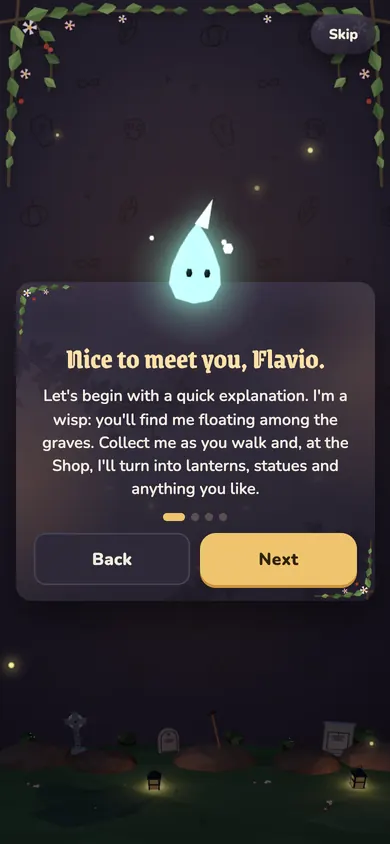 Skip
Nice to meet you, Flavio.
Let's begin with a quick explanation. I'm a
wisp: you'll find me floating among the
graves. Collect me as you walk and, at the
Shop, I'll turn into lanterns, statues and
anything you like.
Back
Next